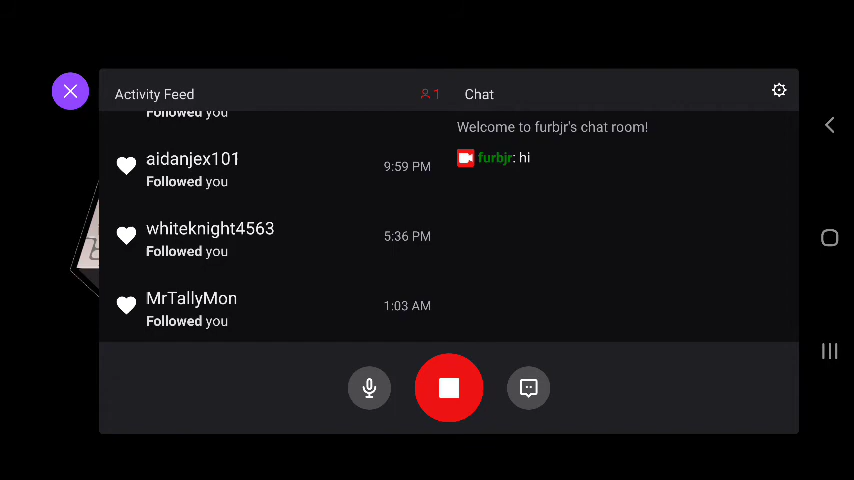 Activity Feed
1
Chat
Followed you
aidanjex101
Followed you
9:59 PM
whiteknight4563
Followed you
5:36 PM
MrTallyMon
Followed you
1:03 AM
Welcome to furbjr's chat room!
furbjr: hi